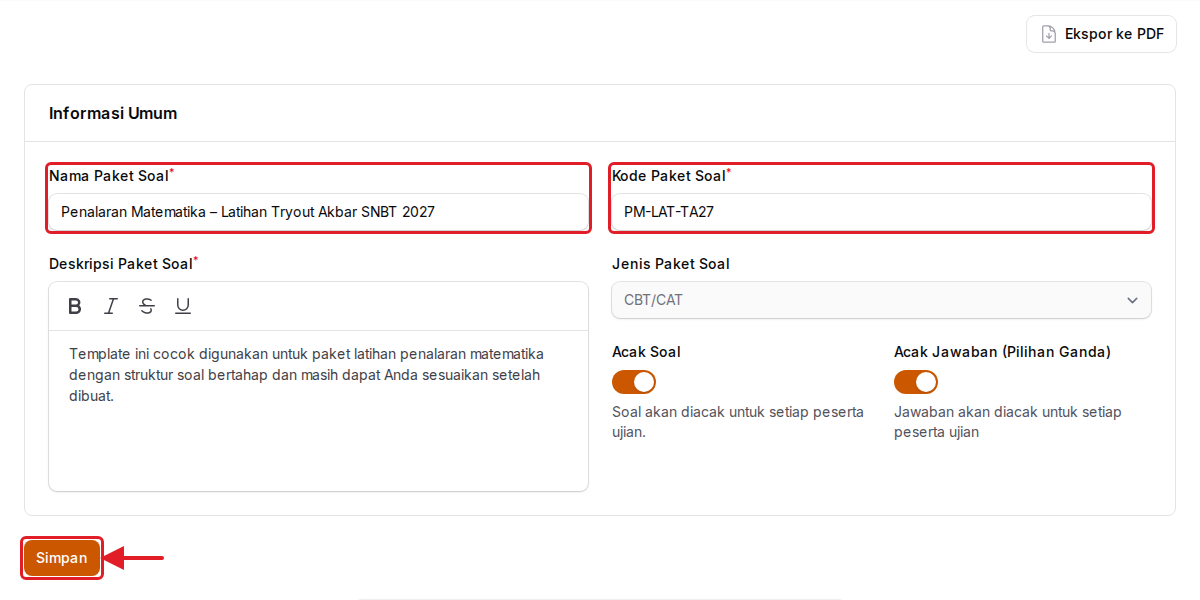 Ekspor ke PDF
Informasi Umum
Nama Paket Soal*
Penalaran Matematika – Latihan Tryout Akbar SNBT 2027
Kode Paket Soal*
PM-LAT-TA27
Deskripsi Paket Soal*
B I S U
Template ini cocok digunakan untuk paket latihan penalaran matematika
dengan struktur soal bertahap dan masih dapat Anda sesuaikan setelah
dibuat.
Jenis Paket Soal
CBT/CAT
Acak Soal
Soal akan diacak untuk setiap peserta
ujian.
Acak Jawaban (Pilihan Ganda)
Jawaban akan diacak untuk setiap
peserta ujian
Simpan